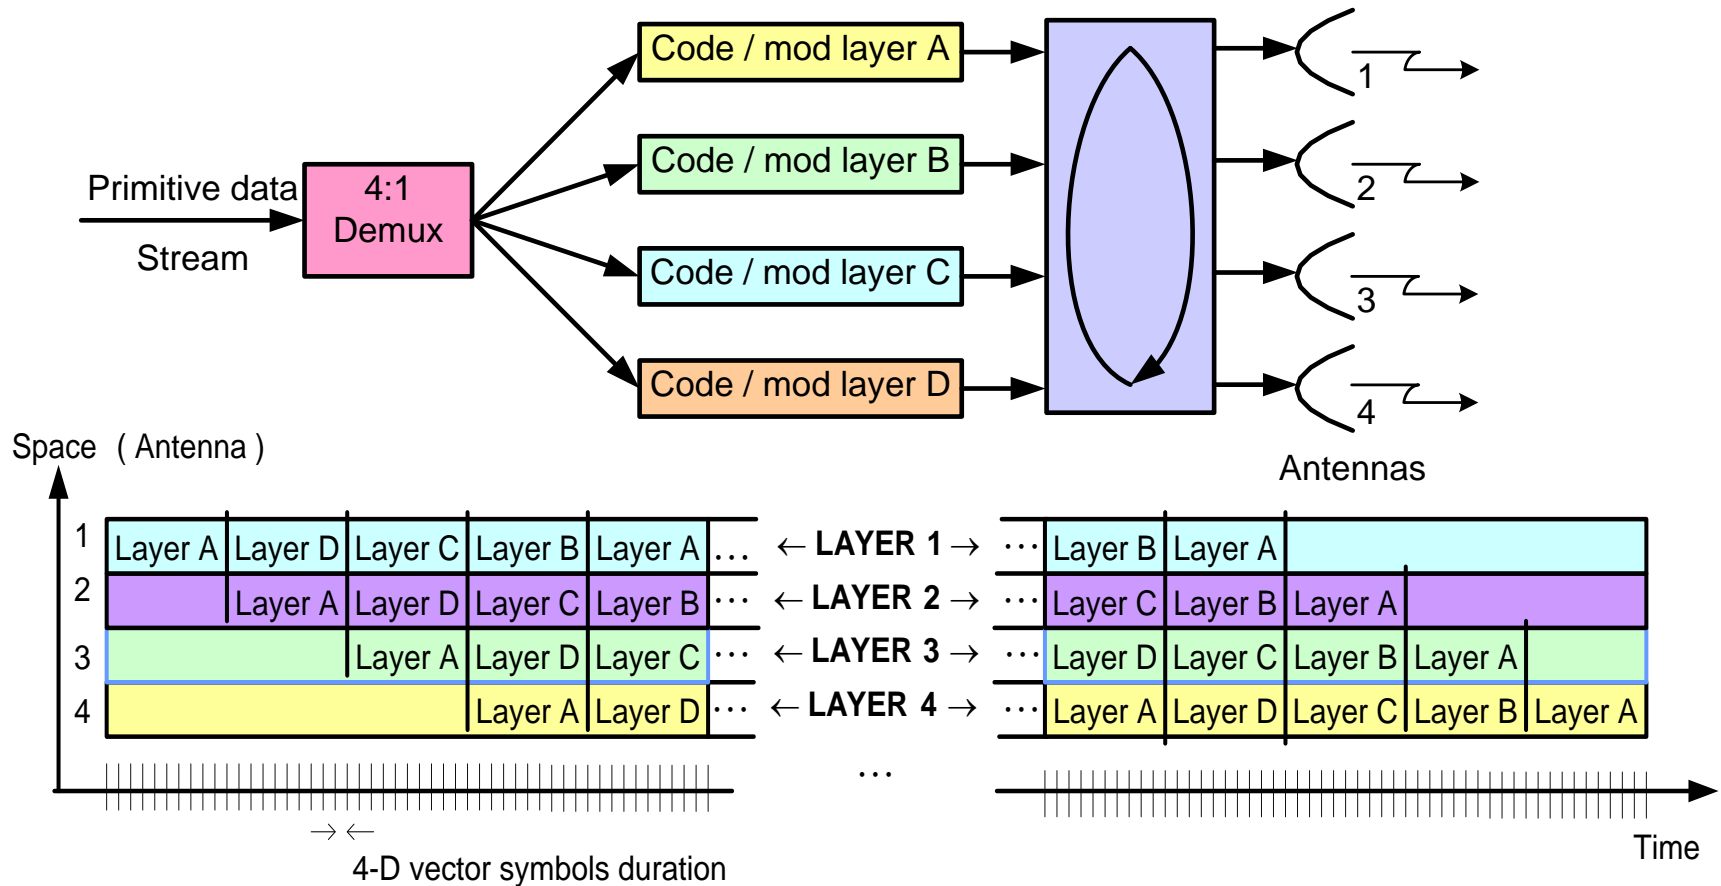 Code / mod layer A
1
Code / mod layer B
2
Primitive data
Stream
4:1
Demux
Code / mod layer C
3
Code / mod layer D
4
Antennas
Space ( Antenna )
1 Layer A Layer D Layer C Layer B Layer A ... ← LAYER 1 → ... Layer B Layer A
2 Layer A Layer D Layer C Layer B ... ← LAYER 2 → ... Layer C Layer B Layer A
3 Layer A Layer D Layer C ... ← LAYER 3 → ... Layer D Layer C Layer B Layer A
4 Layer A Layer D ... ← LAYER 4 → ... Layer A Layer D Layer C Layer B Layer A
...
Time
4-D vector symbols duration